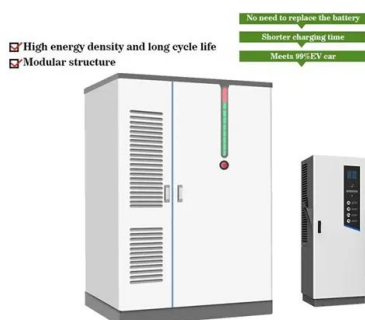 No need to replace the battery
Shorter charging time
Meets 99%EV car
High energy density and long cycle life
Modular structure